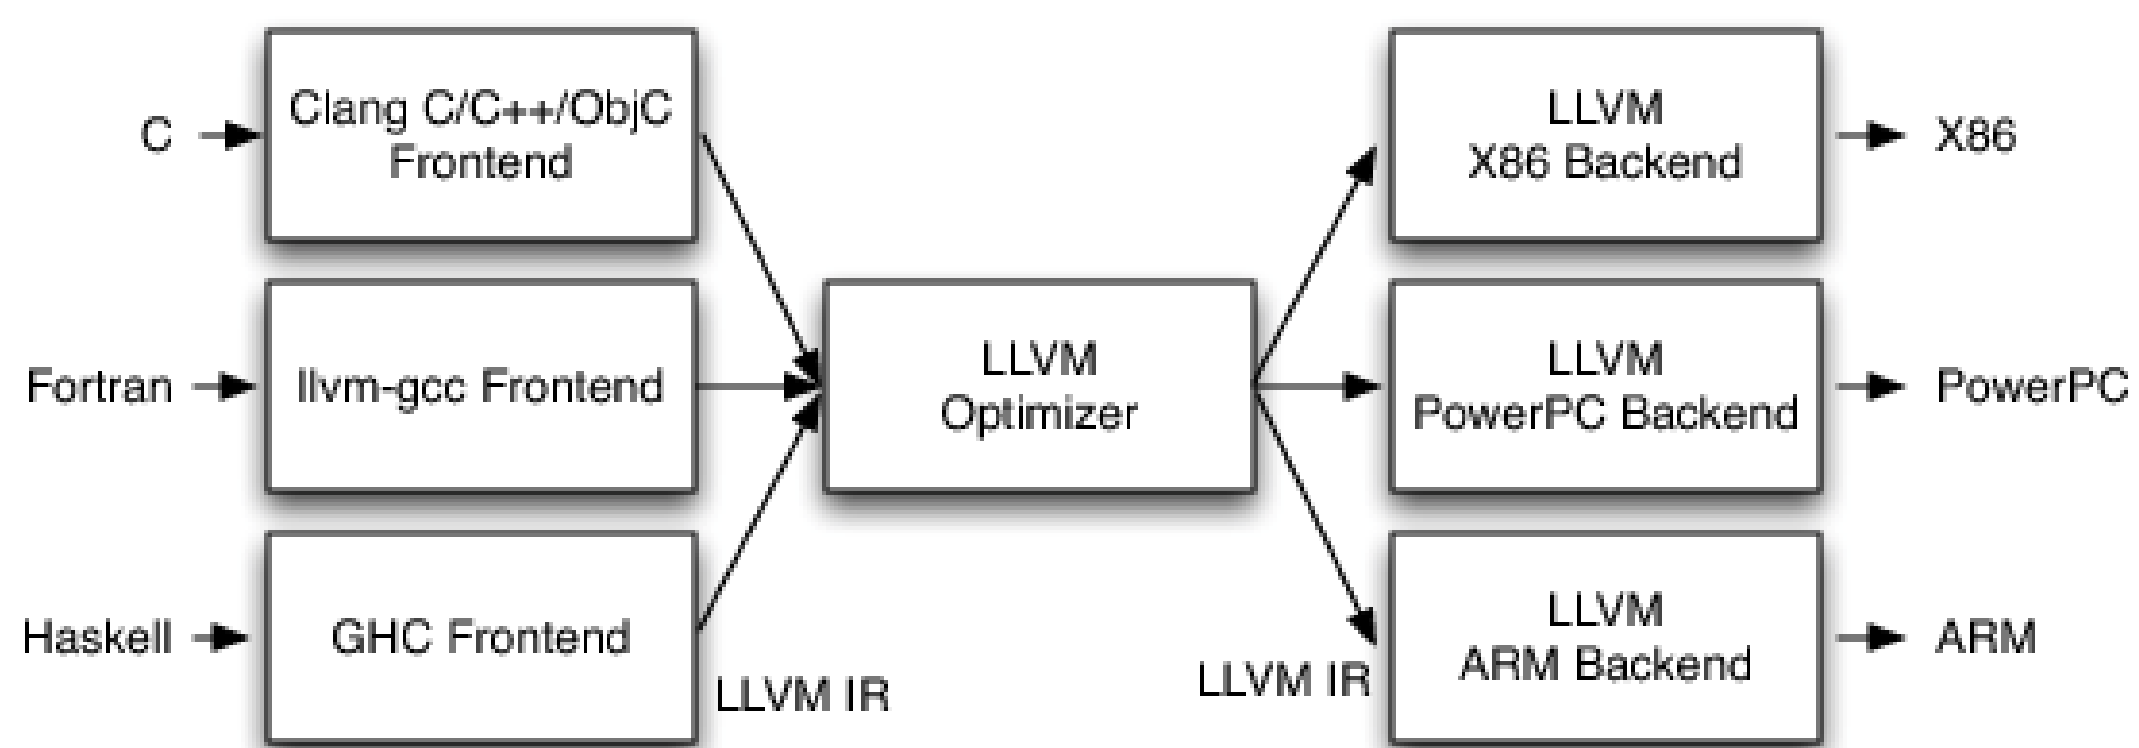 C
Clang C/C++/ObjC
Frontend
LLVM
X86 Backend
X86
Fortran
llvm-gcc Frontend
LLVM
Optimizer
LLVM
PowerPC Backend
PowerPC
Haskell
GHC Frontend
LLVM IR
LLVM IR
LLVM
ARM Backend
ARM